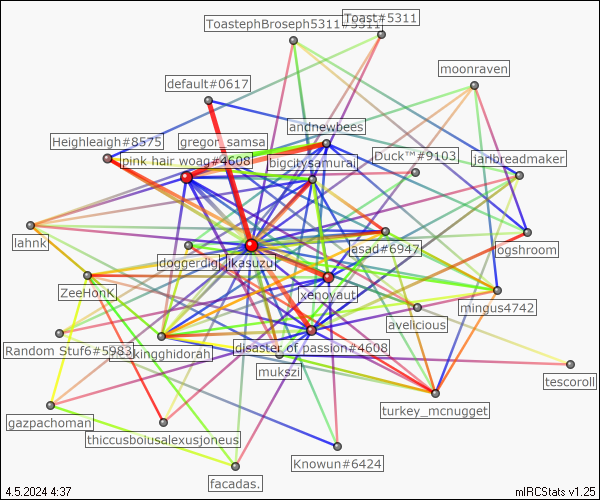 ToastephBroseph5311#5311
Toast#5311
moonraven
default#0617
andnewbees
Heighleaigh#8575
gregor_samsa
pink hair woag#4608
bigcitysamurai
Duck™#9103
jarlbreadmaker
lahnk
doggerdig
ikasuzu
asad#6947
ogshroom
ZeeHonK
xenovaut
mingus4742
avelicious
Random Stuf6#5983
kingghidorah
disaster of passion#4608
mukszi
tescoroll
turkey_mcnugget
gazpachoman
thiccusboiusalexusjoneus
Knowun#6424
facadas.
4.5.2024 4:37
mIRCStats v1.25